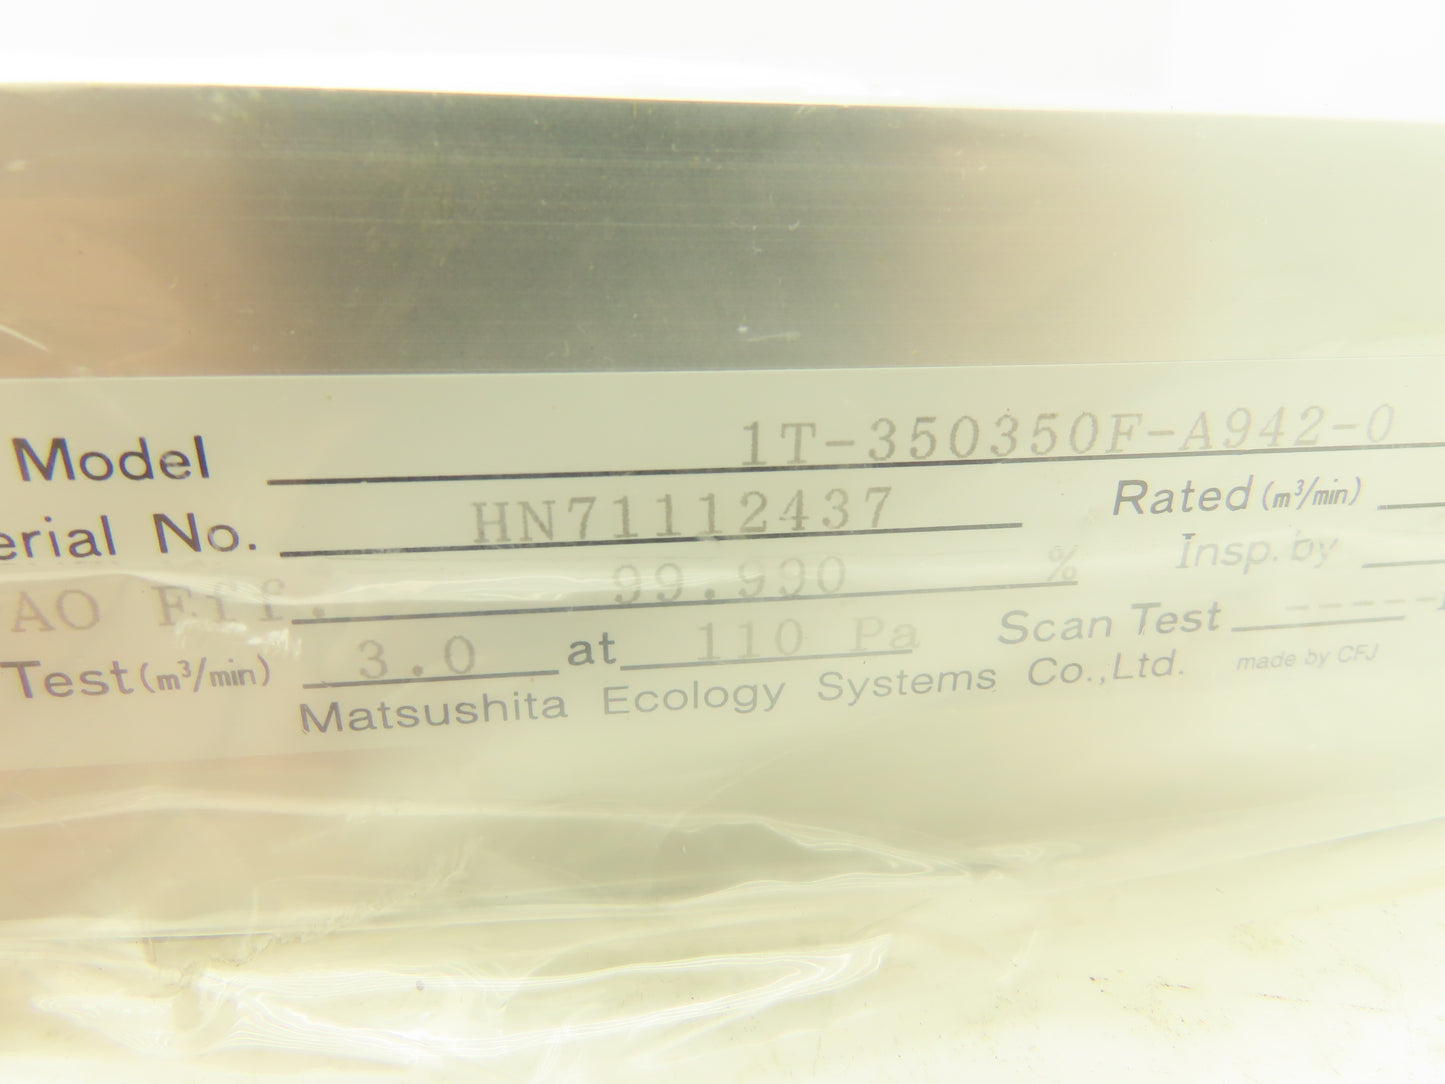 Model 1T-350350F-A942-0
erial No. HN71112437 Rated (m³/min)
AO Eff. 99.990 % Insp. by
Test (m³/min) 3.0 at 110 Pa Scan Test -----
Matsushita Ecology Systems Co.,Ltd. made by CFJ